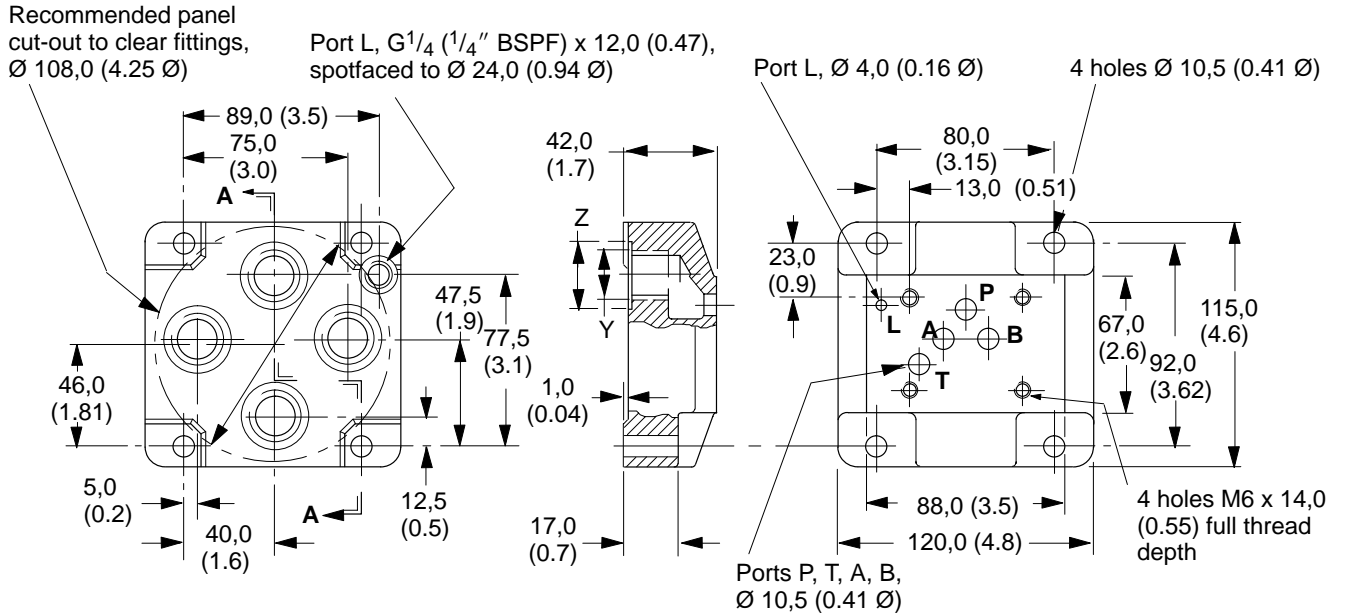 Recommended panel
cut-out to clear fittings,
Ø 108,0 (4.25 Ø)
Port L, G1/4 (1/4″ BSPF) x 12,0 (0.47),
spotfaced to Ø 24,0 (0.94 Ø)
89,0 (3.5)
75,0
(3.0)
A
47,5
(1.9)
77,5
(3.1)
46,0
(1.81)
5,0
(0.2)
40,0
(1.6)
A
12,5
(0.5)
42,0
(1.7)
Z
Y
1,0
(0.04)
17,0
(0.7)
Port L, Ø 4,0 (0.16 Ø)
4 holes Ø 10,5 (0.41 Ø)
80,0
(3.15)
13,0 (0.51)
23,0
(0.9)
P
L
A
B
T
67,0
(2.6)
115,0
(4.6)
92,0
(3.62)
88,0 (3.5)
120,0 (4.8)
4 holes M6 x 14,0
(0.55) full thread
depth
Ports P, T, A, B,
Ø 10,5 (0.41 Ø)